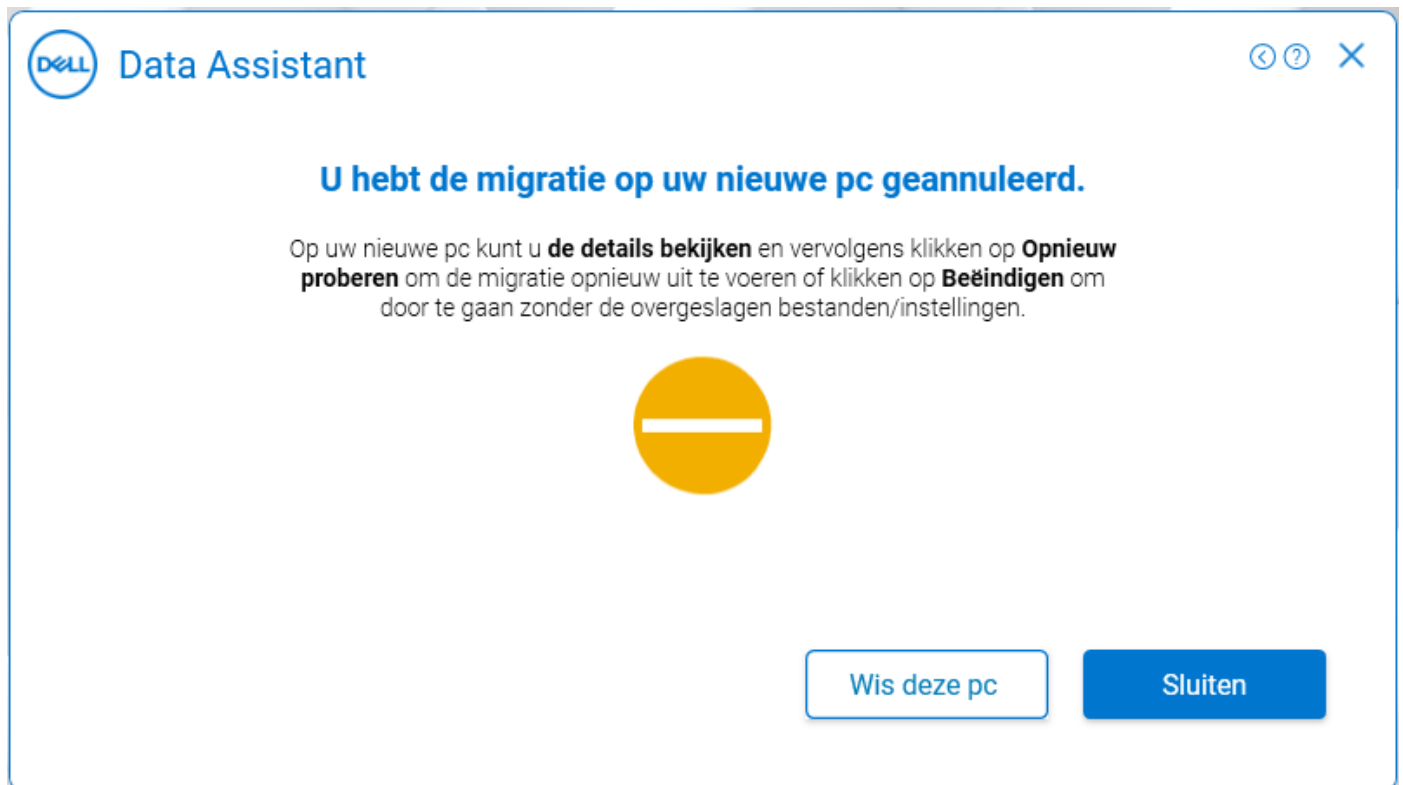 DELL
Data Assistant
U hebt de migratie op uw nieuwe pc geannuleerd.
Op uw nieuwe pc kunt u de details bekijken en vervolgens klikken op Opnieuw
proberen om de migratie opnieuw uit te voeren of klikken op Beëindigen om
door te gaan zonder de overgeslagen bestanden/instellingen.
Wis deze pc
Sluiten